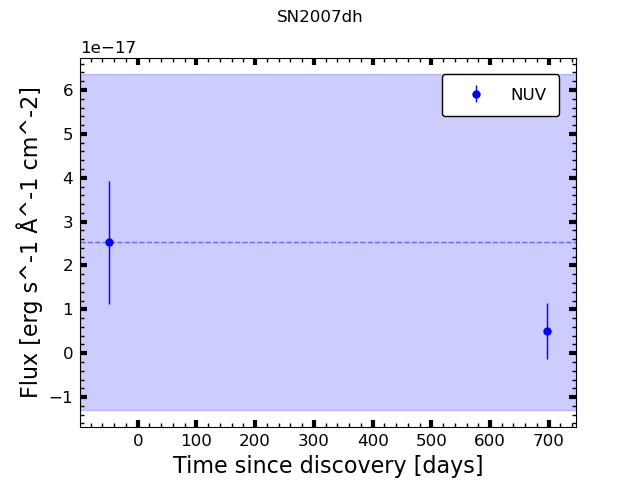 SN2007dh
1e−17
NUV
6
5
4
3
2
1
0
−1
Flux [erg s^-1 Å^-1 cm^-2]
0 100 200 300 400 500 600 700
Time since discovery [days]